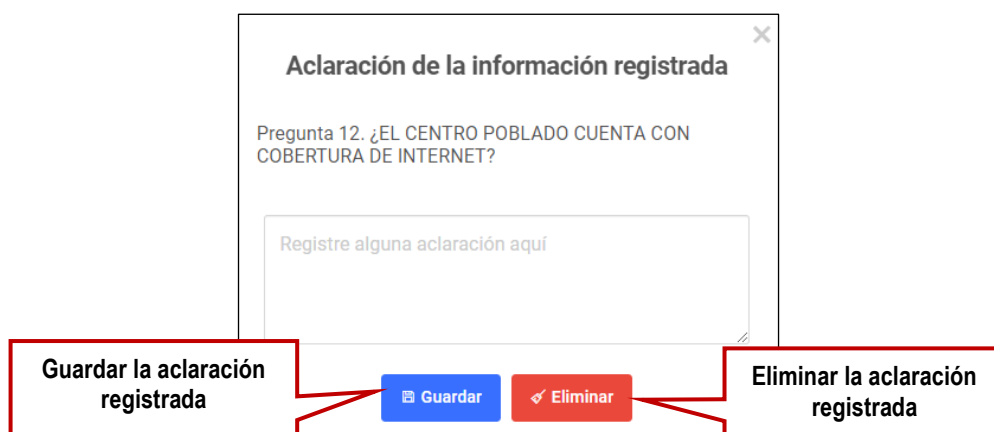 ×
Aclaración de la información registrada
Pregunta 12. ¿EL CENTRO POBLADO CUENTA CON
COBERTURA DE INTERNET?
Registre alguna aclaración aquí
Guardar la aclaración
registrada
Guardar
Eliminar
Eliminar la aclaración
registrada